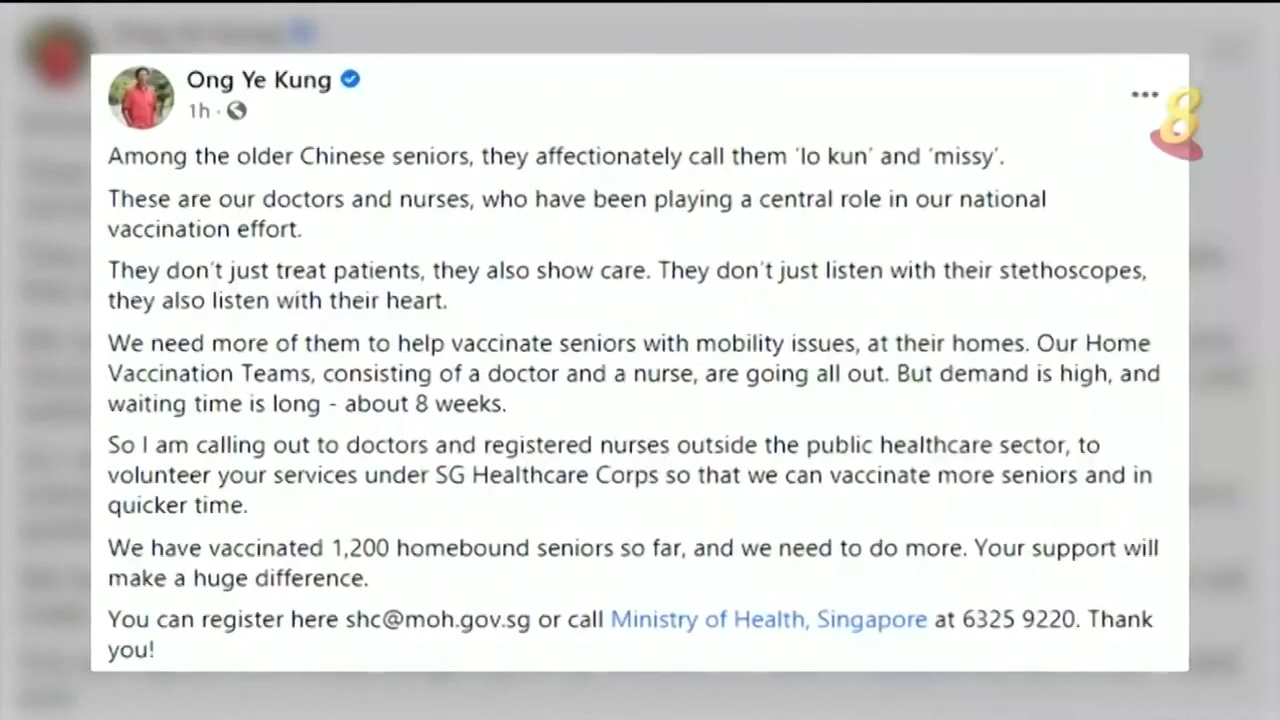 Ong Ye Kung
1h
8
Among the older Chinese seniors, they affectionately call them 'lo kun' and 'missy'.
These are our doctors and nurses, who have been playing a central role in our national
vaccination effort.
They don't just treat patients, they also show care. They don't just listen with their stethoscopes,
they also listen with their heart.
We need more of them to help vaccinate seniors with mobility issues, at their homes. Our Home
Vaccination Teams, consisting of a doctor and a nurse, are going all out. But demand is high, and
waiting time is long - about 8 weeks.
So I am calling out to doctors and registered nurses outside the public healthcare sector, to
volunteer your services under SG Healthcare Corps so that we can vaccinate more seniors and in
quicker time.
We have vaccinated 1,200 homebound seniors so far, and we need to do more. Your support will
make a huge difference.
You can register here shc@moh.gov.sg or call Ministry of Health, Singapore at 6325 9220. Thank
you!